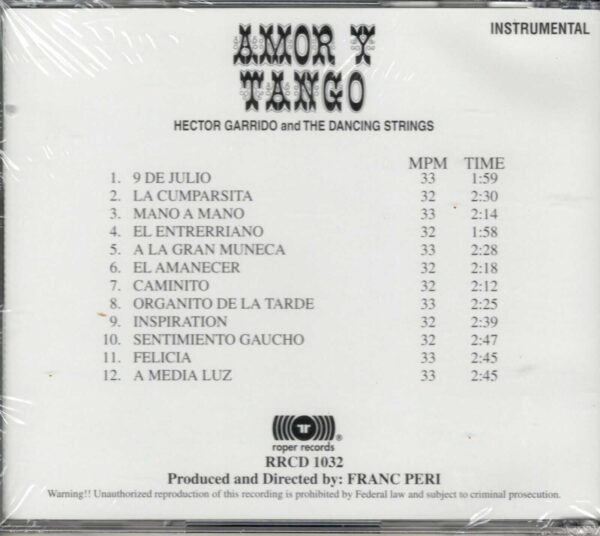 INSTRUMENTAL
AMOR Y
TANGO
HECTOR GARRIDO and THE DANCING STRINGS
MPM TIME
1. 9 DE JULIO 33 1:59
2. LA CUMPARSITA 32 2:30
3. MANO A MANO 33 2:14
4. EL ENTRERRIANO 32 1:58
5. A LA GRAN MUNECA 33 2:28
6. EL AMANECER 32 2:18
7. CAMINITO 32 2:12
8. ORGANITO DE LA TARDE 33 2:25
9. INSPIRATION 32 2:39
10. SENTIMIENTO GAUCHO 32 2:47
11. FELICIA 33 2:45
12. A MEDIA LUZ 33 2:45
rr ®
roper records
RRCD 1032
Produced and Directed by: FRANC PERI
Warning!! Unauthorized reproduction of this recording is prohibited by Federal law and subject to criminal prosecution.